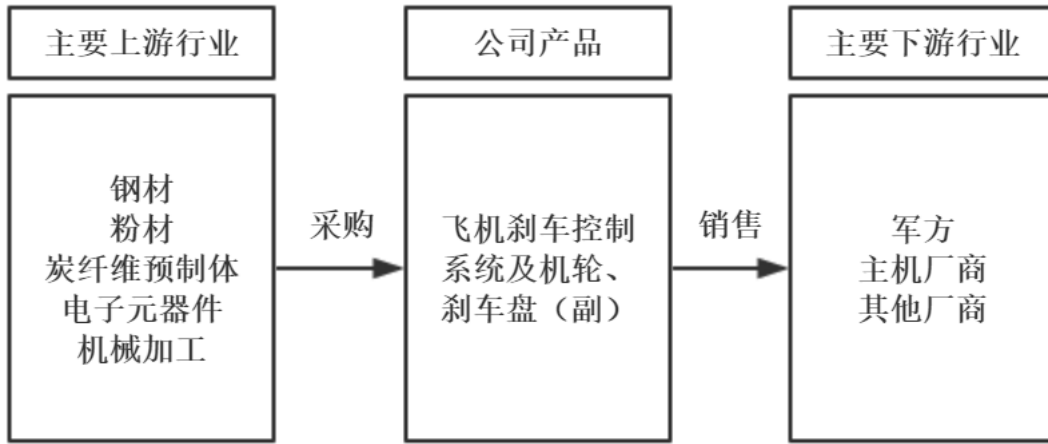 主要上游行业
公司产品
主要下游行业
钢材
粉材
炭纤维预制体
电子元器件
机械加工
采购
飞机刹车控制
系统及机轮、
刹车盘（副）
销售
军方
主机厂商
其他厂商